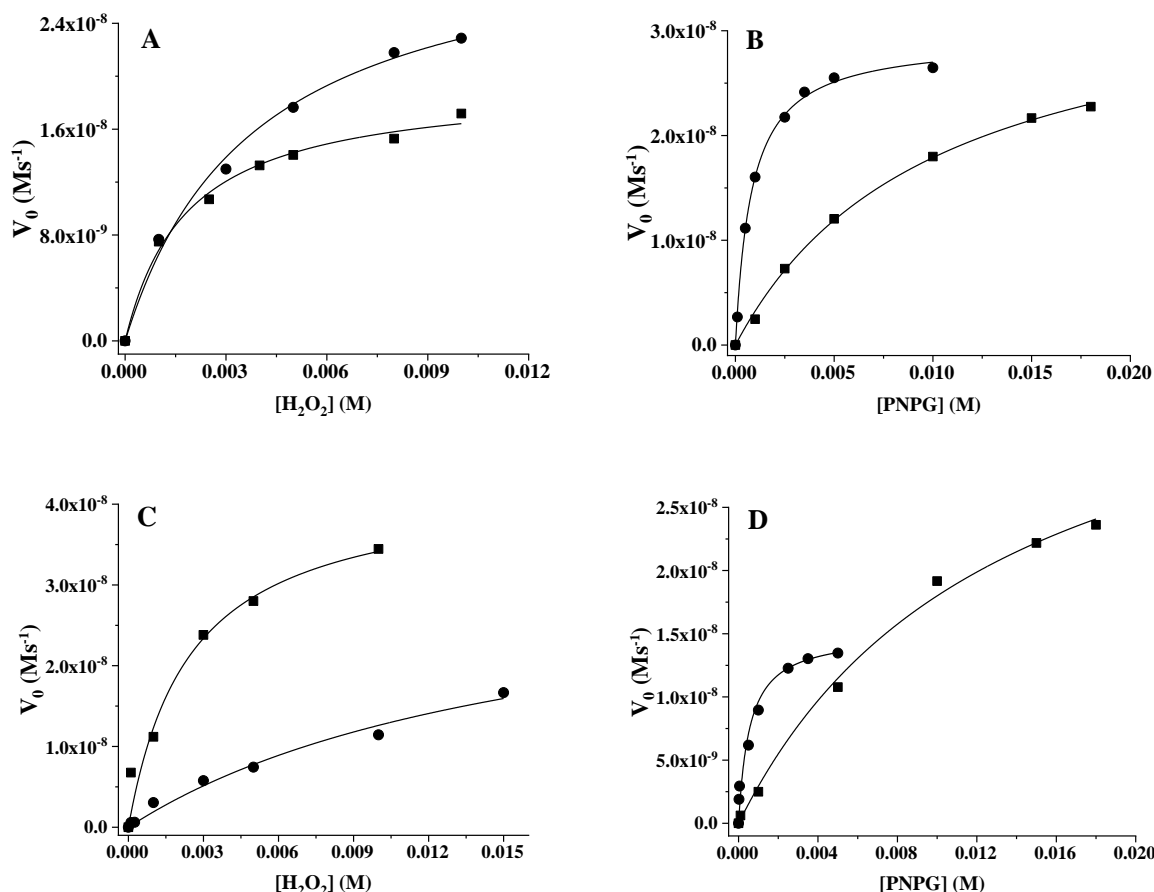 A
2.4x10⁻⁸
1.6x10⁻⁸
8.0x10⁻⁹
0.0
V₀ (Ms⁻¹)
0.000 0.003 0.006 0.009 0.012
[H₂O₂] (M)
B
3.0x10⁻⁸
2.0x10⁻⁸
1.0x10⁻⁸
0.0
V₀ (Ms⁻¹)
0.000 0.005 0.010 0.015 0.020
[PNPG] (M)
C
4.0x10⁻⁸
3.0x10⁻⁸
2.0x10⁻⁸
1.0x10⁻⁸
0.0
V₀ (Ms⁻¹)
0.000 0.003 0.006 0.009 0.012 0.015
[H₂O₂] (M)
D
2.5x10⁻⁸
2.0x10⁻⁸
1.5x10⁻⁸
1.0x10⁻⁸
5.0x10⁻⁹
0.0
V₀ (Ms⁻¹)
0.000 0.004 0.008 0.012 0.016 0.020
[PNPG] (M)